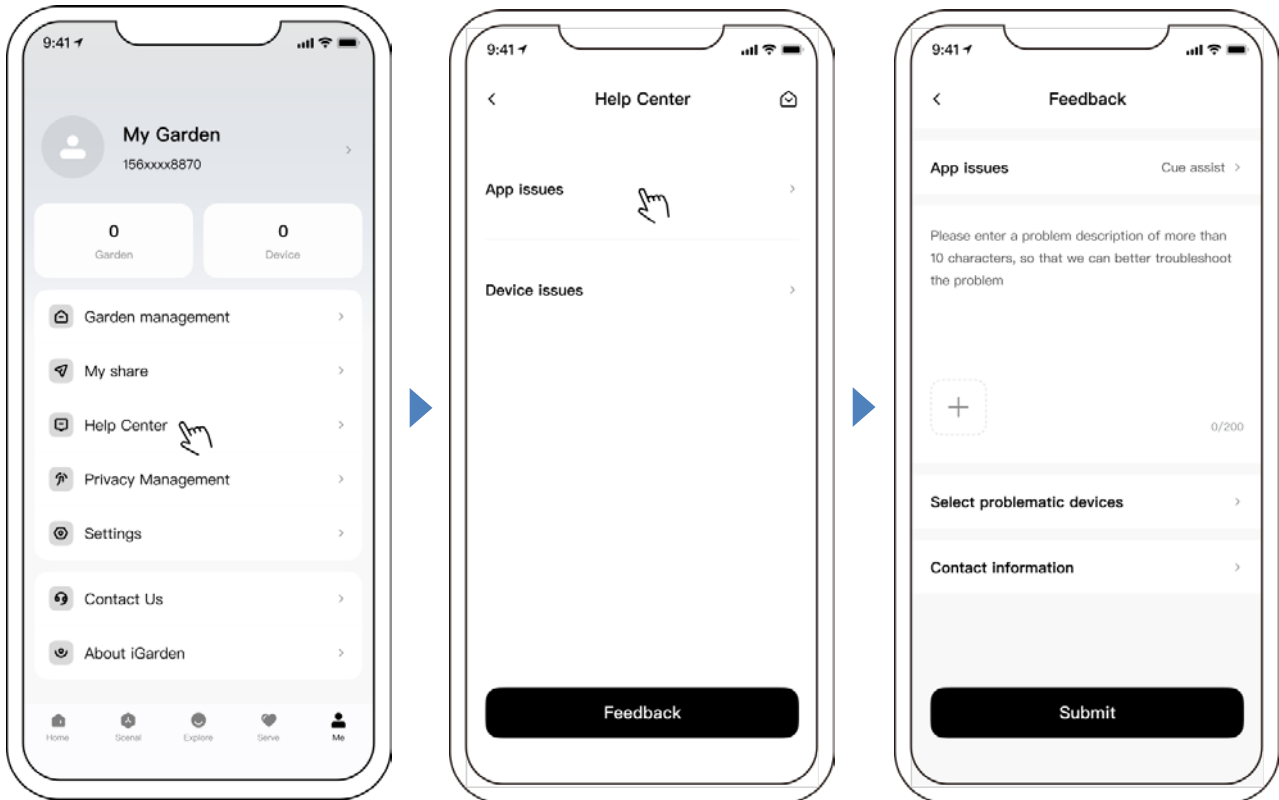 9:41
My Garden
156xxxx8870
0
Garden
0
Device
Garden management
My share
Help Center
Privacy Management
Settings
Contact Us
About iGarden
Home
Scenal
Explore
Serve
Me
9:41
Help Center
App issues
Device issues
Feedback
9:41
Feedback
App issues
Cue assist
Please enter a problem description of more than
10 characters, so that we can better troubleshoot
the problem
0/200
Select problematic devices
Contact information
Submit